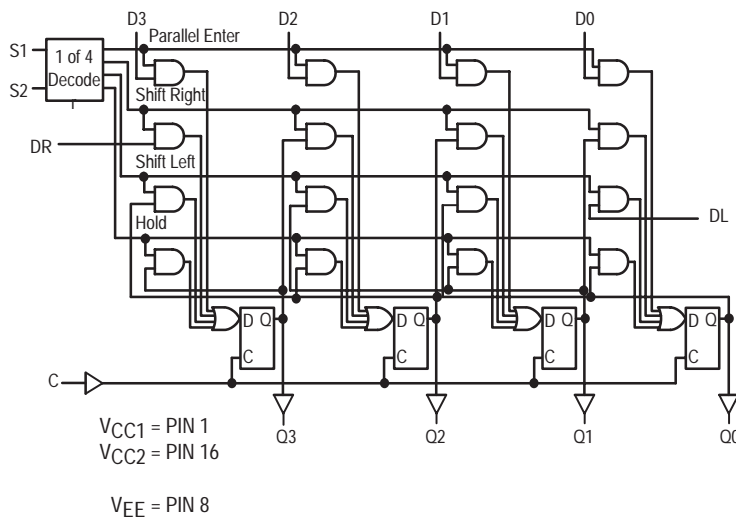 D3 D2 D1 D0
Parallel Enter
S1
1 of 4
Decode
S2
Shift Right
DR
Shift Left
DL
Hold
D Q D Q D Q D Q
C C C C
C
Q3 Q2 Q1 Q0
VCC1 = PIN 1
VCC2 = PIN 16
VEE = PIN 8